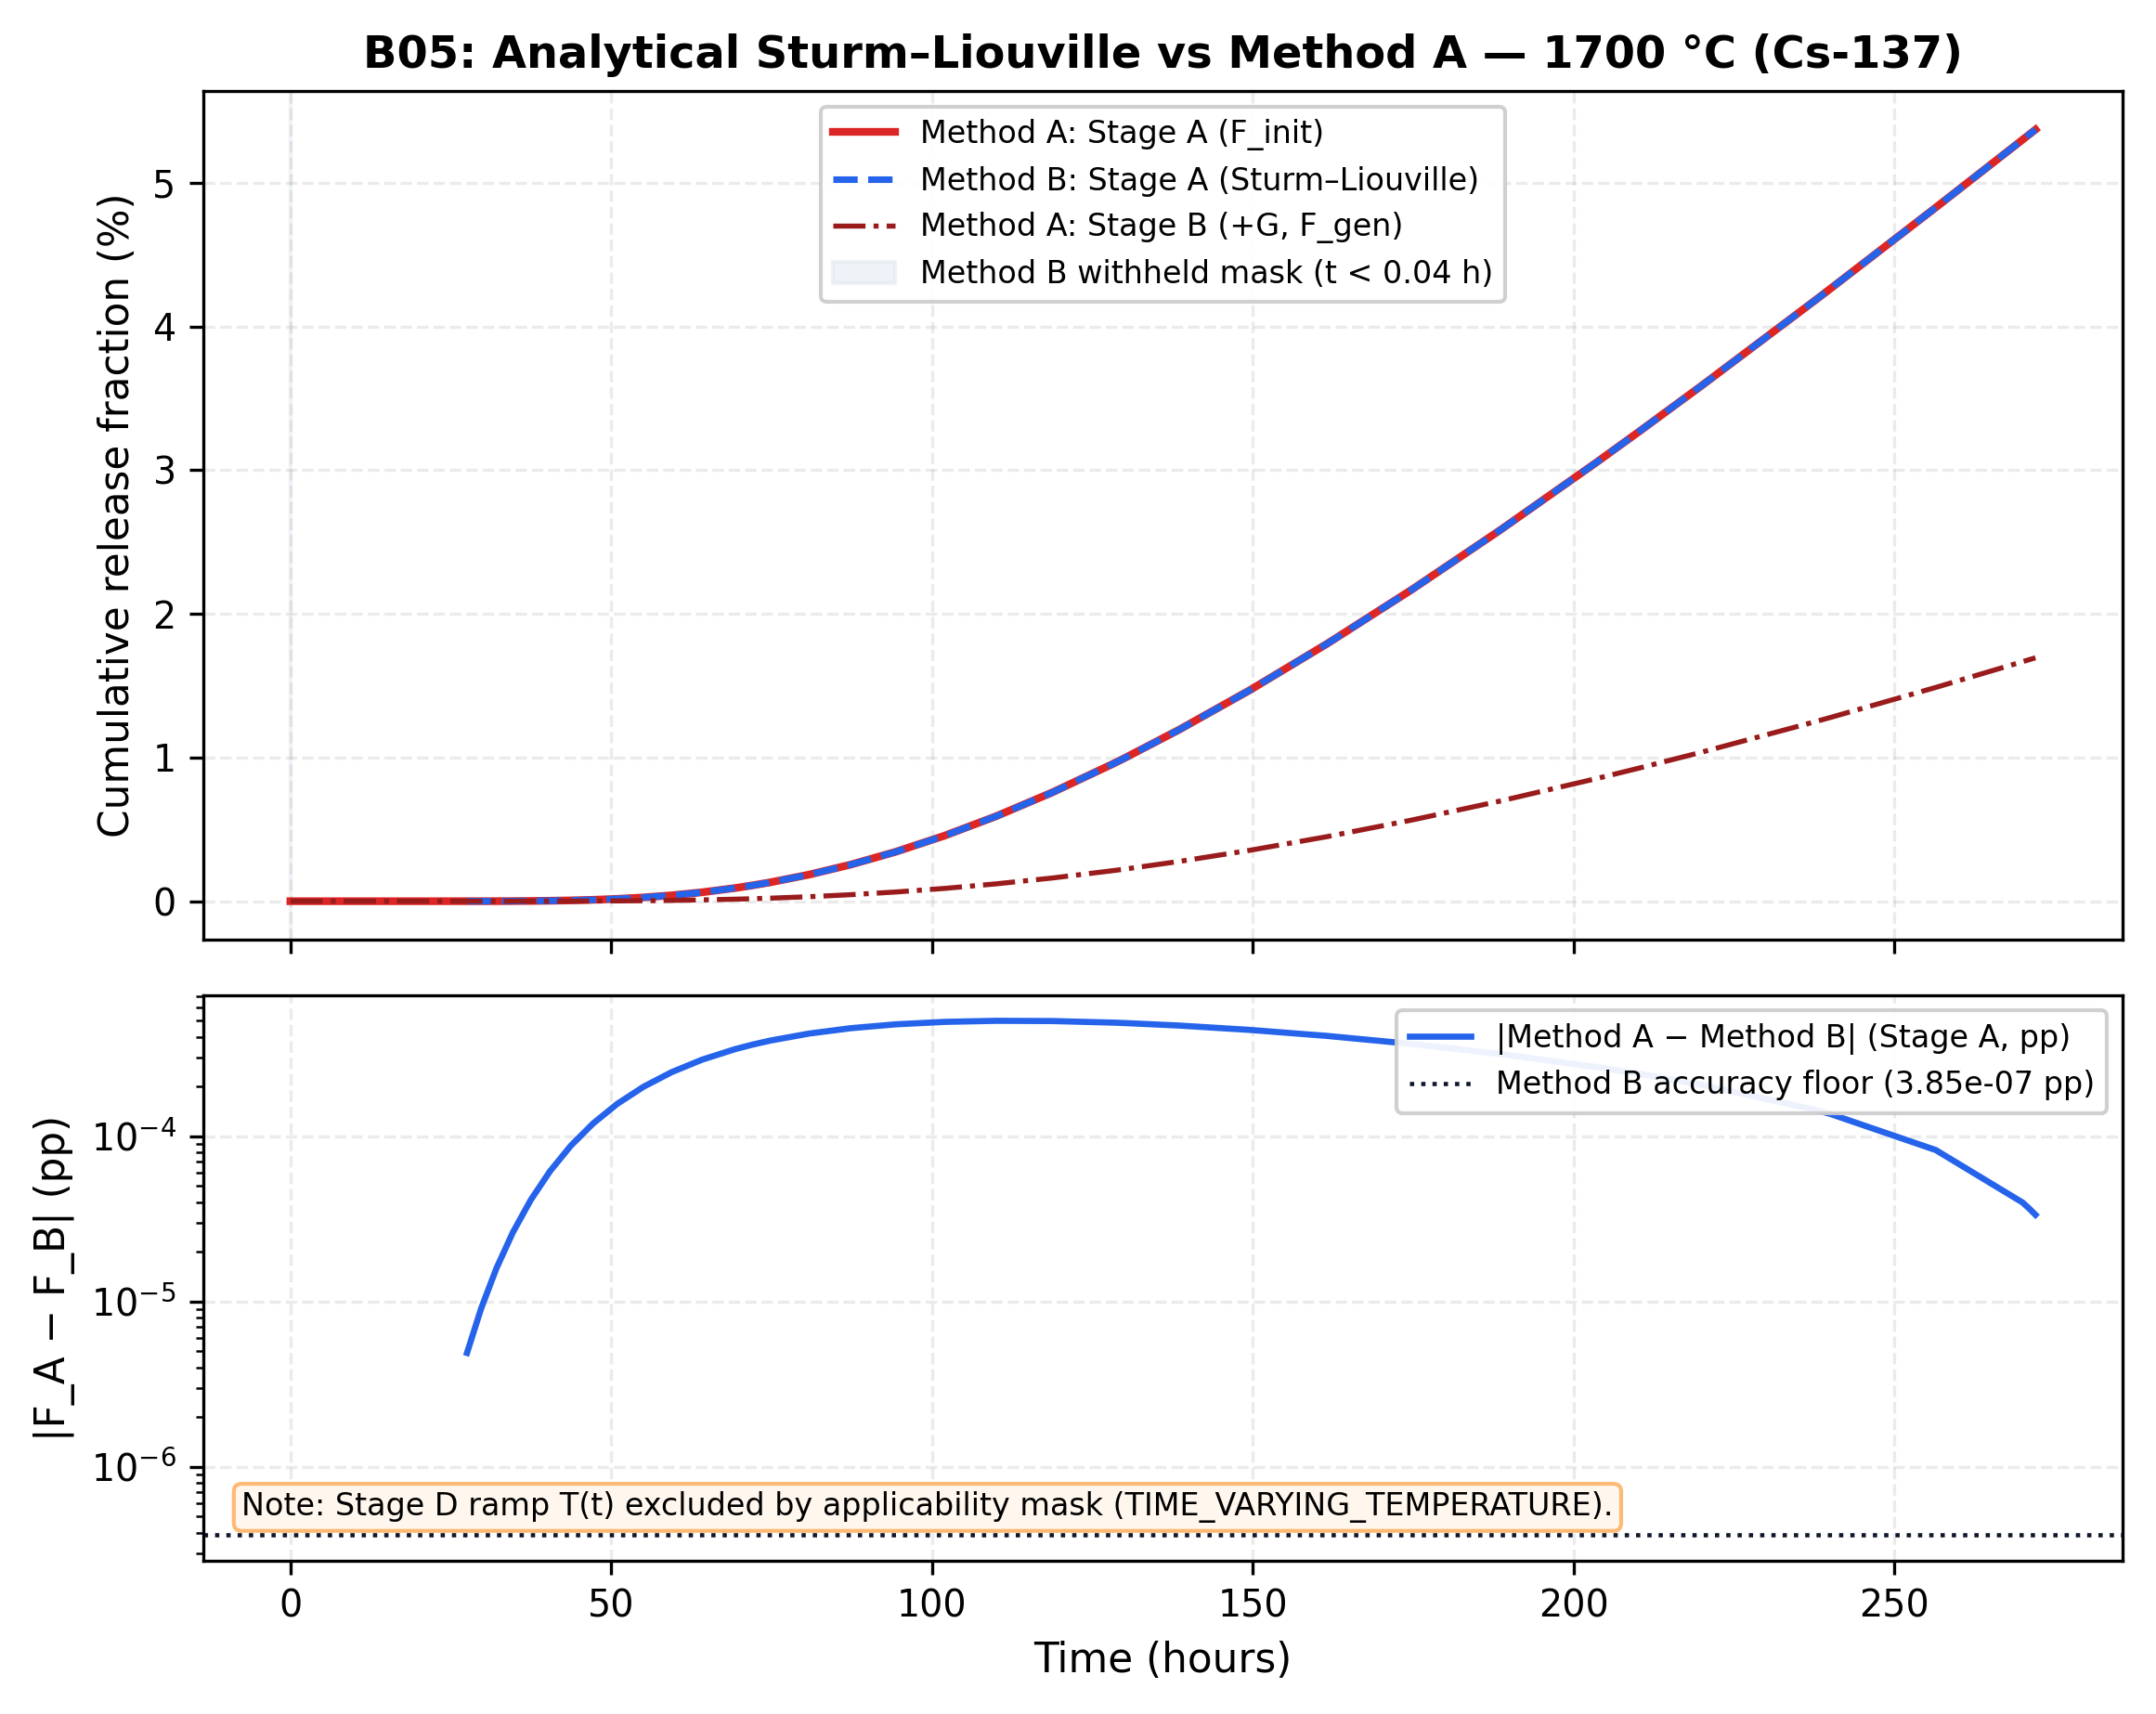 B05: Analytical Sturm–Liouville vs Method A — 1700 °C (Cs-137)
Cumulative release fraction (%)
5
4
3
2
1
0
Method A: Stage A (F_init)
Method B: Stage A (Sturm–Liouville)
Method A: Stage B (+G, F_gen)
Method B withheld mask (t < 0.04 h)
|F_A − F_B| (pp)
10⁻⁴
10⁻⁵
10⁻⁶
|Method A − Method B| (Stage A, pp)
Method B accuracy floor (3.85e-07 pp)
Note: Stage D ramp T(t) excluded by applicability mask (TIME_VARYING_TEMPERATURE).
0 50 100 150 200 250
Time (hours)